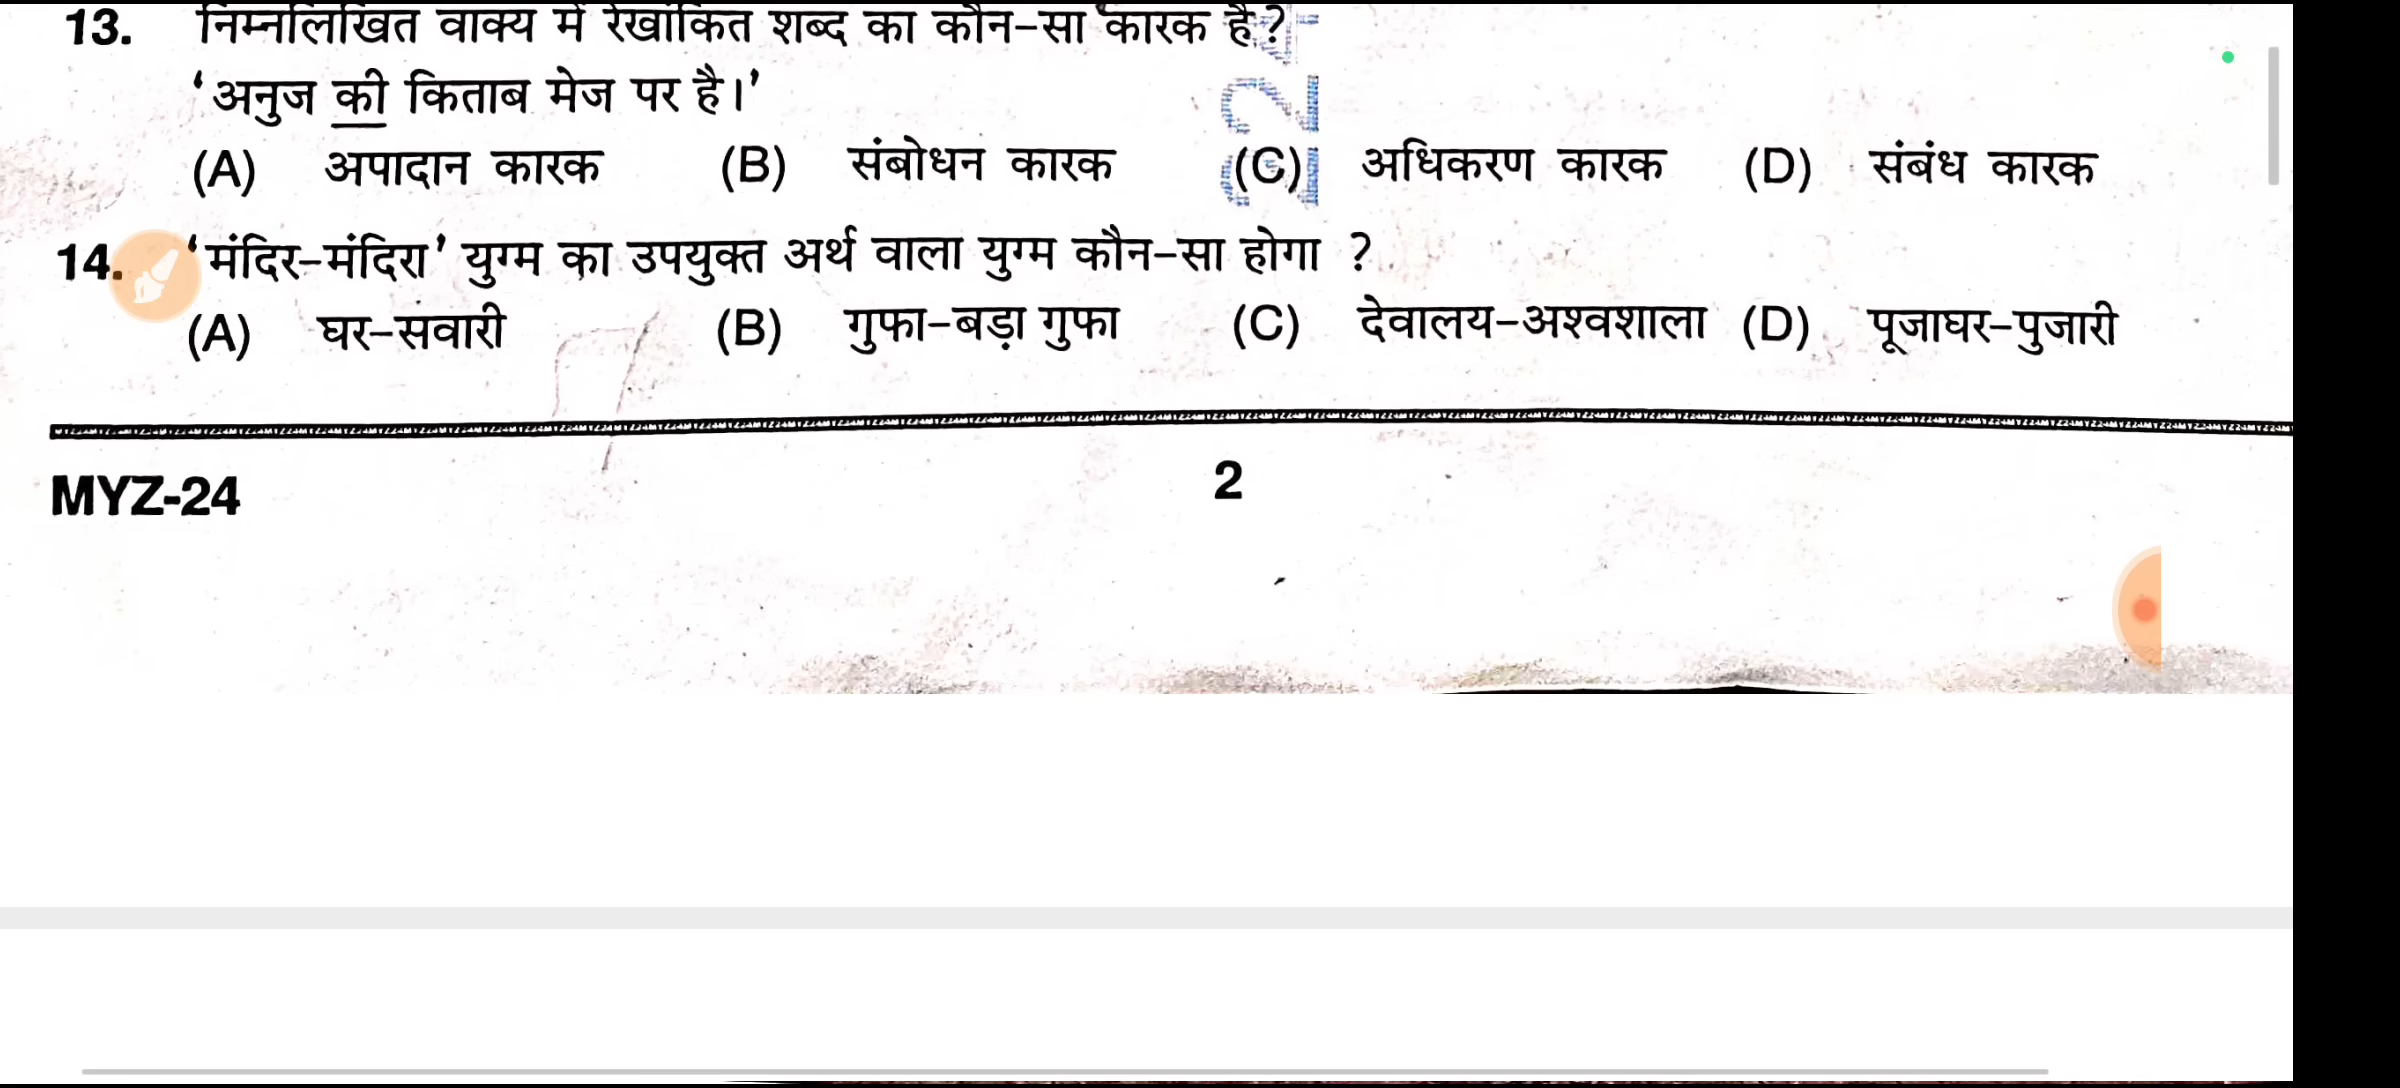 13. निम्नलिखित वाक्य में रेखांकित शब्द का कौन-सा कारक है?
'अनुज की किताब मेज पर है।'
(A) अपादान कारक (B) संबोधन कारक (C) अधिकरण कारक (D) संबंध कारक
14. 'मंदिर-मंदिरा' युग्म का उपयुक्त अर्थ वाला युग्म कौन-सा होगा ?
(A) घर-सवारी (B) गुफा-बड़ा गुफा (C) देवालय-अश्वशाला (D) पूजाघर-पुजारी
MYZ-24 2